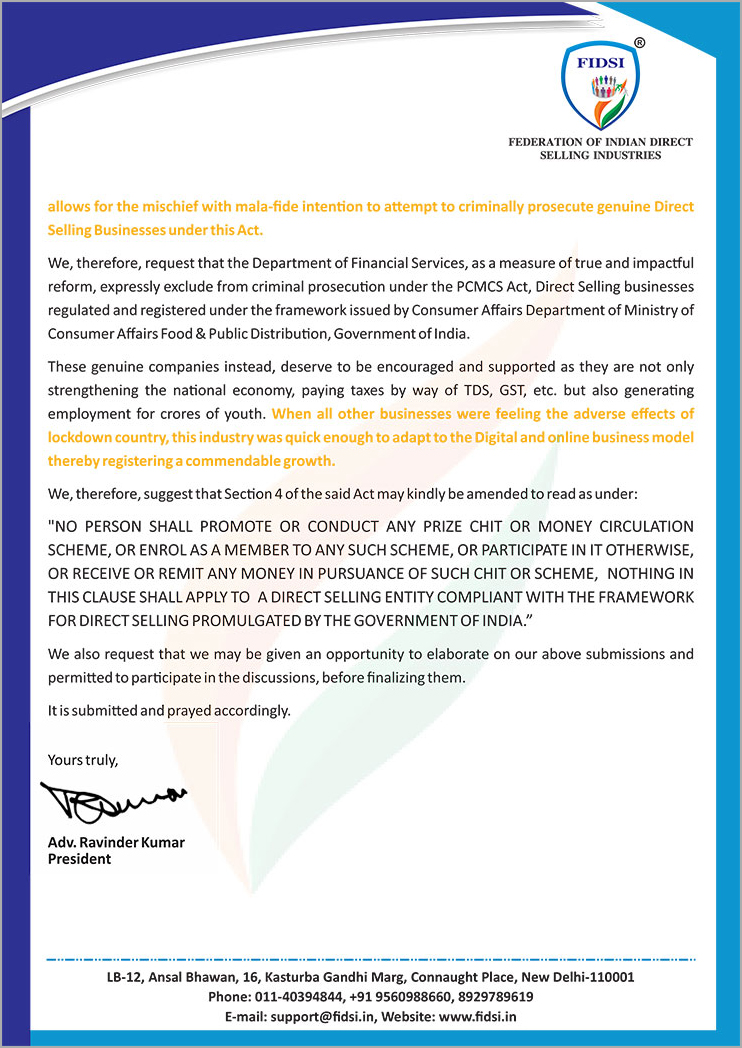 ®
FIDSI
FEDERATION OF INDIAN DIRECT
SELLING INDUSTRIES
allows for the mischief with mala-fide intention to attempt to criminally prosecute genuine Direct
Selling Businesses under this Act.
We, therefore, request that the Department of Financial Services, as a measure of true and impactful
reform, expressly exclude from criminal prosecution under the PCMCS Act, Direct Selling businesses
regulated and registered under the framework issued by Consumer Affairs Department of Ministry of
Consumer Affairs Food & Public Distribution, Government of India.
These genuine companies instead, deserve to be encouraged and supported as they are not only
strengthening the national economy, paying taxes by way of TDS, GST, etc. but also generating
employment for crores of youth. When all other businesses were feeling the adverse effects of
lockdown country, this industry was quick enough to adapt to the Digital and online business model
thereby registering a commendable growth.
We, therefore, suggest that Section 4 of the said Act may kindly be amended to read as under:
"NO PERSON SHALL PROMOTE OR CONDUCT ANY PRIZE CHIT OR MONEY CIRCULATION
SCHEME, OR ENROL AS A MEMBER TO ANY SUCH SCHEME, OR PARTICIPATE IN IT OTHERWISE,
OR RECEIVE OR REMIT ANY MONEY IN PURSUANCE OF SUCH CHIT OR SCHEME, NOTHING IN
THIS CLAUSE SHALL APPLY TO A DIRECT SELLING ENTITY COMPLIANT WITH THE FRAMEWORK
FOR DIRECT SELLING PROMULGATED BY THE GOVERNMENT OF INDIA.”
We also request that we may be given an opportunity to elaborate on our above submissions and
permitted to participate in the discussions, before finalizing them.
It is submitted and prayed accordingly.
Yours truly,
Adv. Ravinder Kumar
President
LB-12, Ansal Bhawan, 16, Kasturba Gandhi Marg, Connaught Place, New Delhi-110001
Phone: 011-40394844, +91 9560988660, 8929789619
E-mail: support@fidsi.in, Website: www.fidsi.in